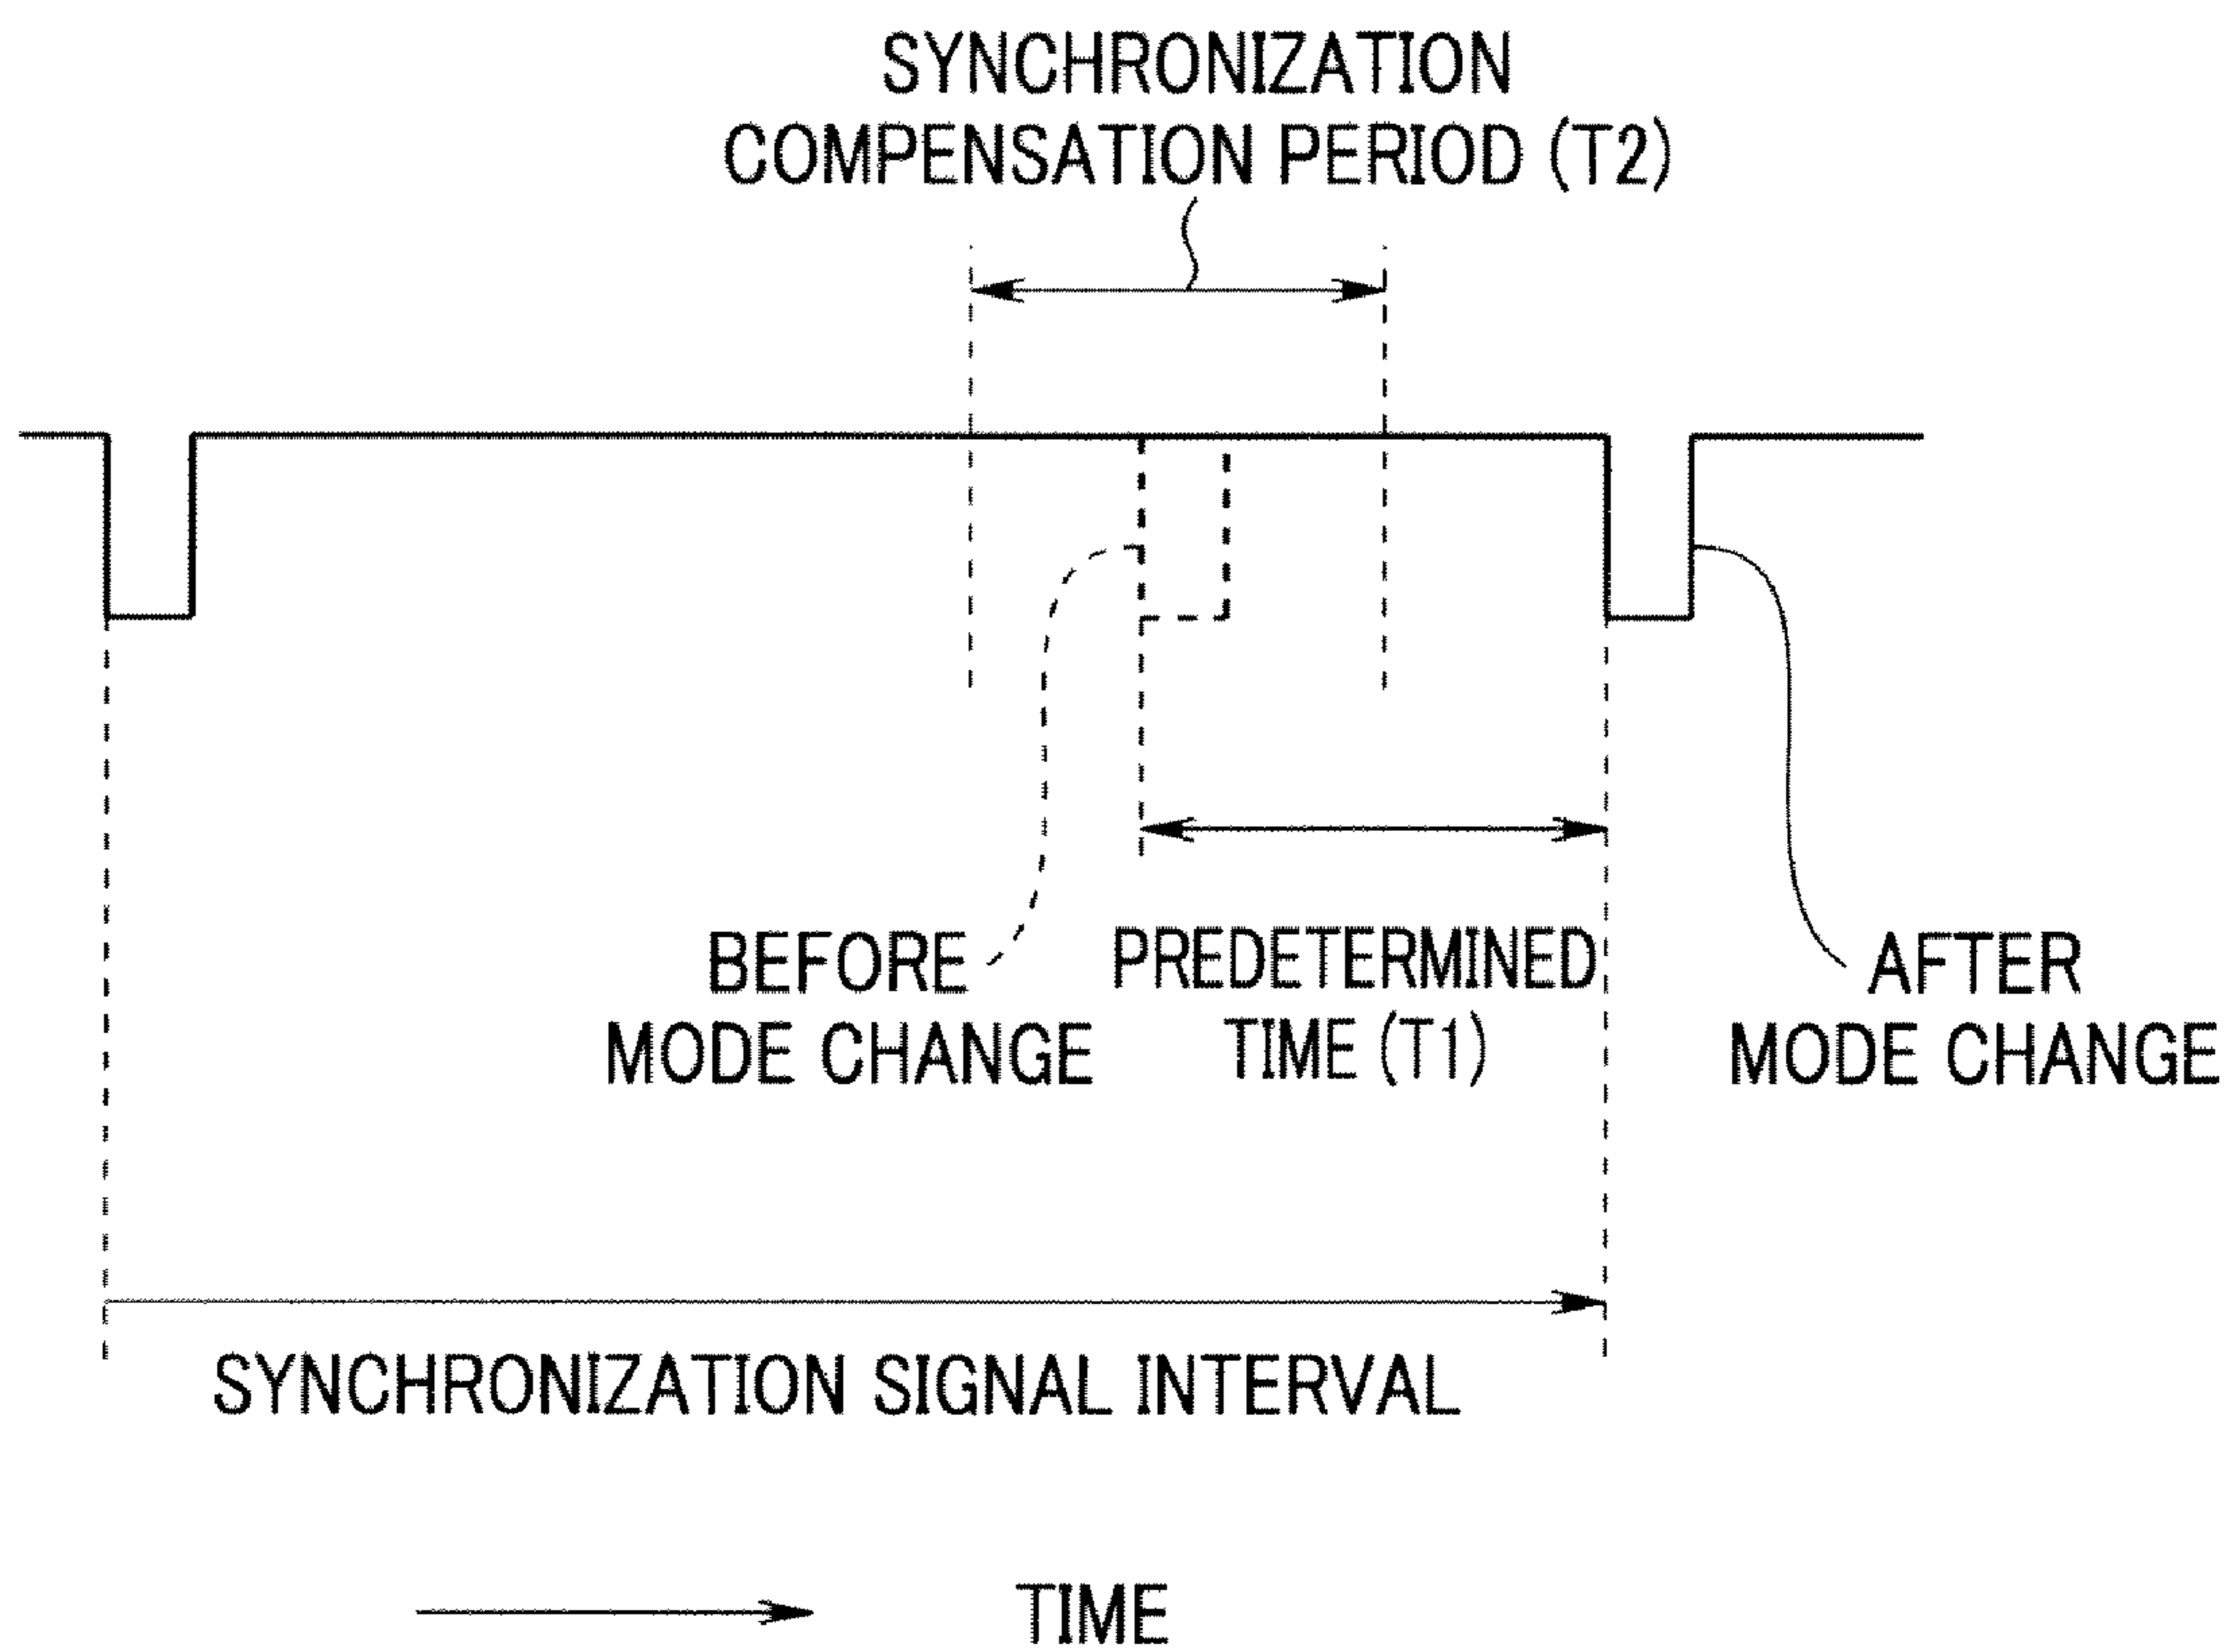 SYNCHRONIZATION
COMPENSATION PERIOD (T2)
BEFORE
MODE CHANGE
PREDETERMINED
TIME (T1)
AFTER
MODE CHANGE
SYNCHRONIZATION SIGNAL INTERVAL
TIME